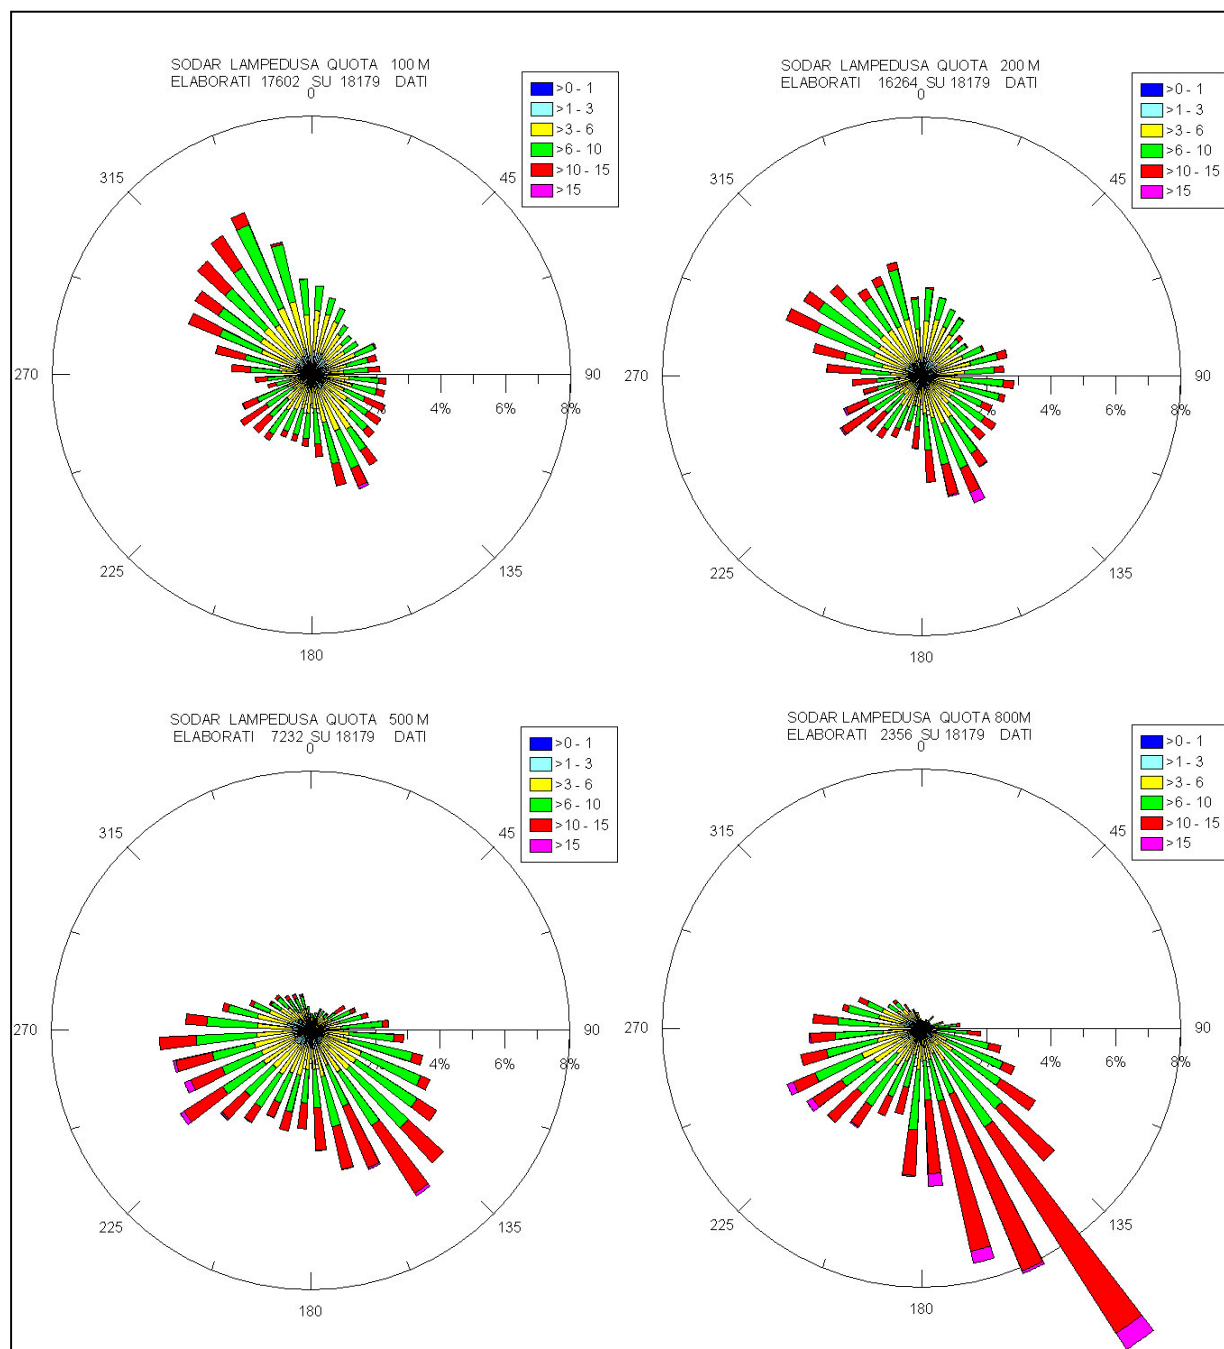 SODAR LAMPEDUSA QUOTA 100 M
ELABORATI 17602 SU 18179 DATI
0
>0 - 1
>1 - 3
>3 - 6
>6 - 10
>10 - 15
>15
315
45
270
90
4%
6%
8%
225
135
180
SODAR LAMPEDUSA QUOTA 200 M
ELABORATI 16264 SU 18179 DATI
0
>0 - 1
>1 - 3
>3 - 6
>6 - 10
>10 - 15
>15
315
45
270
90
4%
6%
8%
225
135
180
SODAR LAMPEDUSA QUOTA 500 M
ELABORATI 7232 SU 18179 DATI
0
>0 - 1
>1 - 3
>3 - 6
>6 - 10
>10 - 15
>15
315
45
270
90
4%
6%
8%
225
135
180
SODAR LAMPEDUSA QUOTA 800M
ELABORATI 2356 SU 18179 DATI
0
>0 - 1
>1 - 3
>3 - 6
>6 - 10
>10 - 15
>15
315
45
270
90
4%
6%
8%
225
135
180